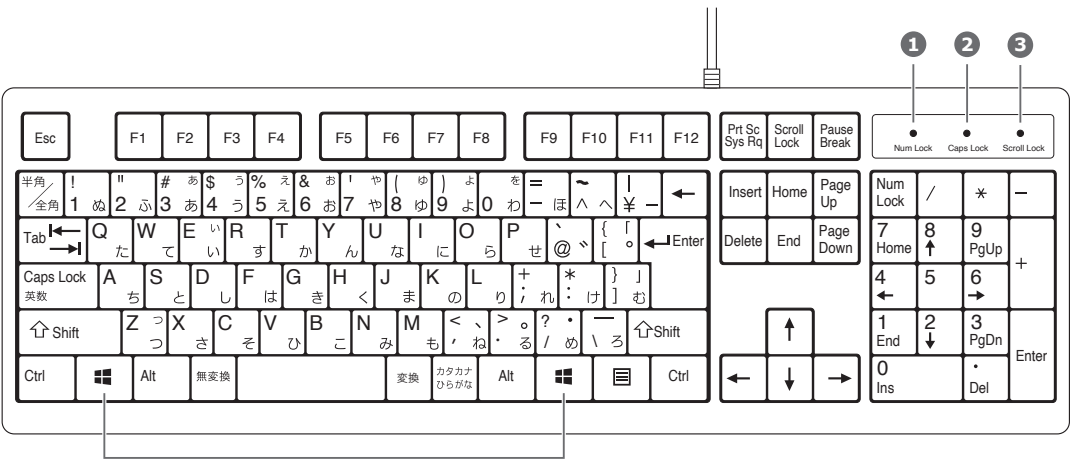 1 2 3
Esc F1 F2 F3 F4 F5 F6 F7 F8 F9 F10 F11 F12 Prt Sc Scroll Pause
Sys Rq Lock Break
Num Lock Caps Lock Scroll Lock
半角/ ! " # ぁ $ ぅ % ぇ & ぉ ' ゃ ( ゅ ) ょ を = ~ | ← Insert Home Page Num / * −
/全角 1 ぬ 2 ふ 3 あ 4 う 5 え 6 お 7 や 8 ゆ 9 よ 0 わ − ほ ^ へ ¥ ー Up Lock
Tab Q た W て E ぃ い R す T か Y ん U な I に O ら P せ ` @ ゛ { 「 [ ゜ Enter Delete End Page 7 8 9 +
Down Home ↑ PgUp
Caps Lock A ち S と D し F は G き H く J ま K の L り + ; れ * : け } 」 ] む 4 5 6
英数 ← →
Shift Z っ つ X さ C そ V ひ B こ N み M も < 、 , ね > 。 . る ? ・ / め _ \ ろ Shift ↑ 1 2 3 Enter
End ↓ PgDn
Ctrl Alt 無変換 変換 カタカナ Alt Ctrl ← ↓ → 0 .
ひらがな Ins Del